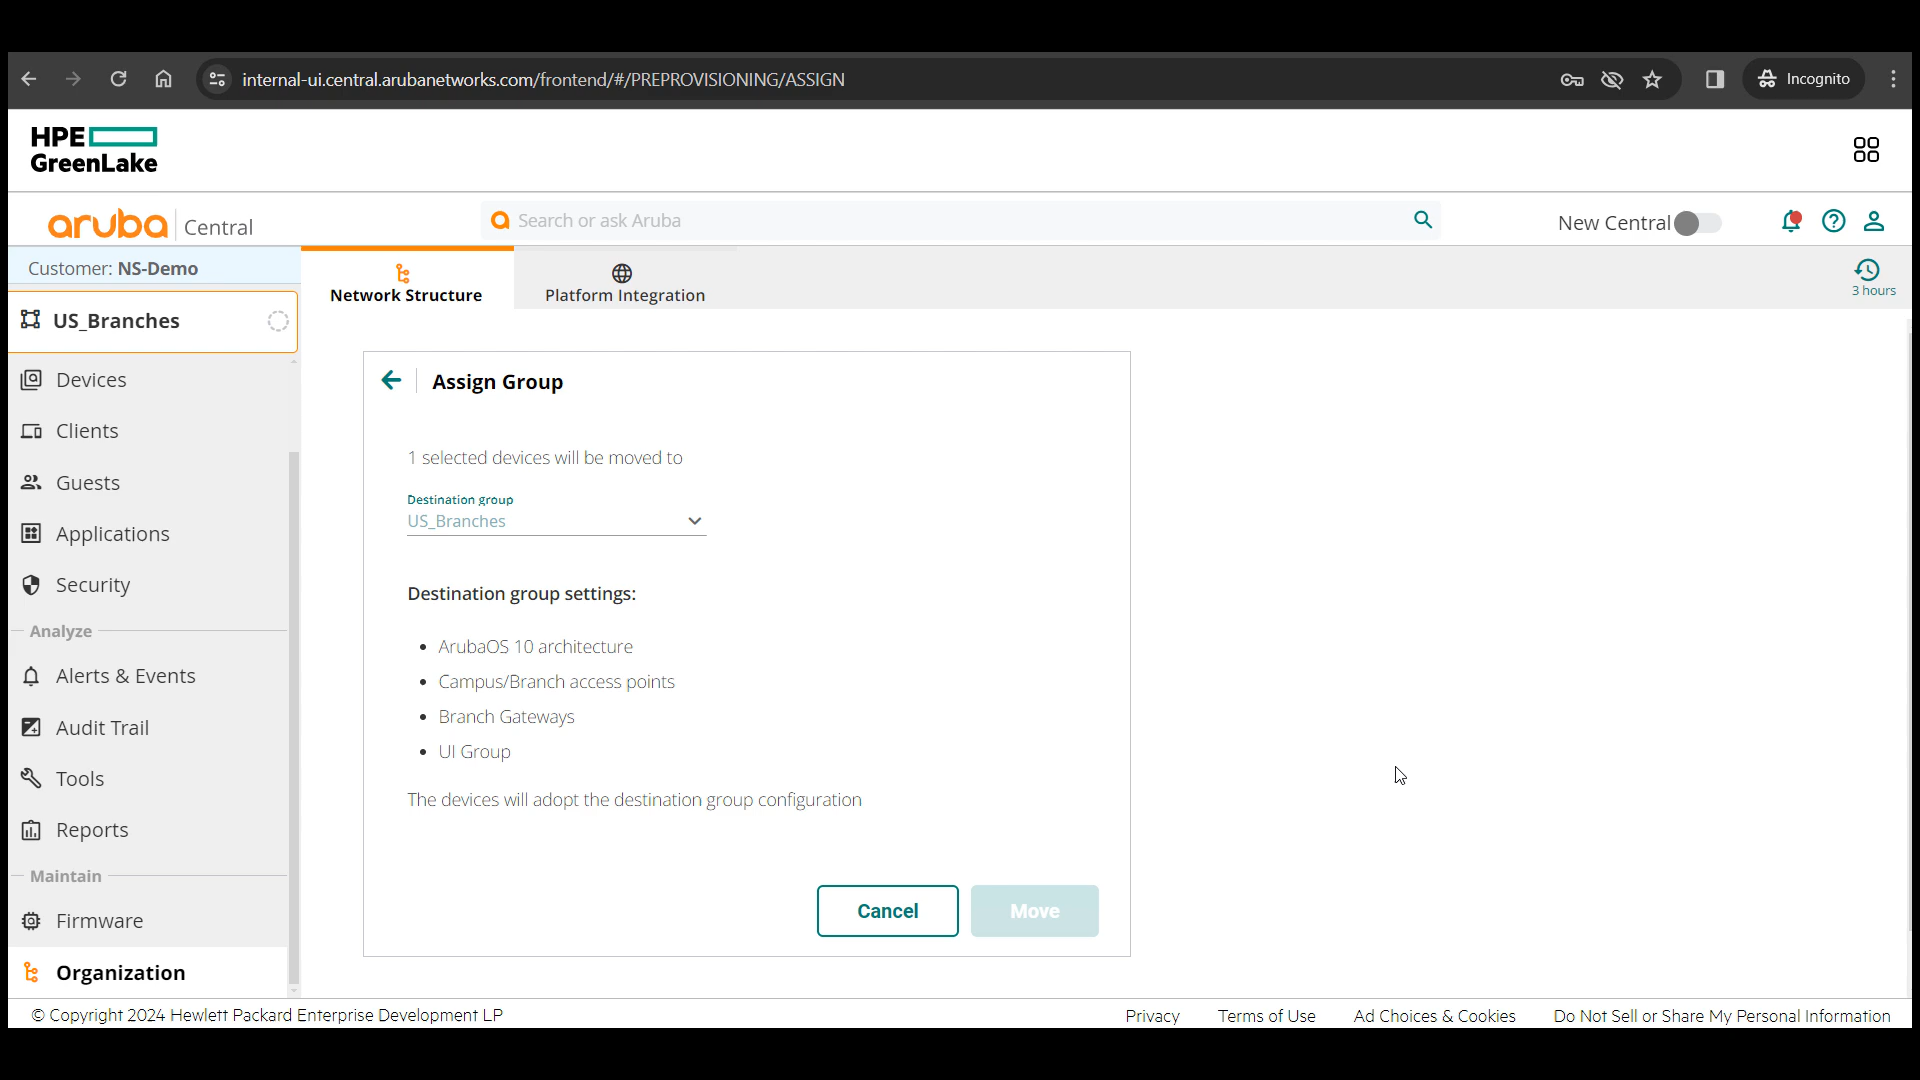 internal-ui.central.arubanetworks.com/frontend/#/PREPROVISIONING/ASSIGN
Incognito
HPE
GreenLake
aruba Central
Search or ask Aruba
New Central
Customer: NS-Demo
Network Structure
Platform Integration
3 hours
US_Branches
Devices
Clients
Guests
Applications
Security
Analyze
Alerts & Events
Audit Trail
Tools
Reports
Maintain
Firmware
Organization
Assign Group
1 selected devices will be moved to
Destination group
US_Branches
Destination group settings:
• ArubaOS 10 architecture
• Campus/Branch access points
• Branch Gateways
• UI Group
The devices will adopt the destination group configuration
Cancel
Move
© Copyright 2024 Hewlett Packard Enterprise Development LP
Privacy
Terms of Use
Ad Choices & Cookies
Do Not Sell or Share My Personal Information